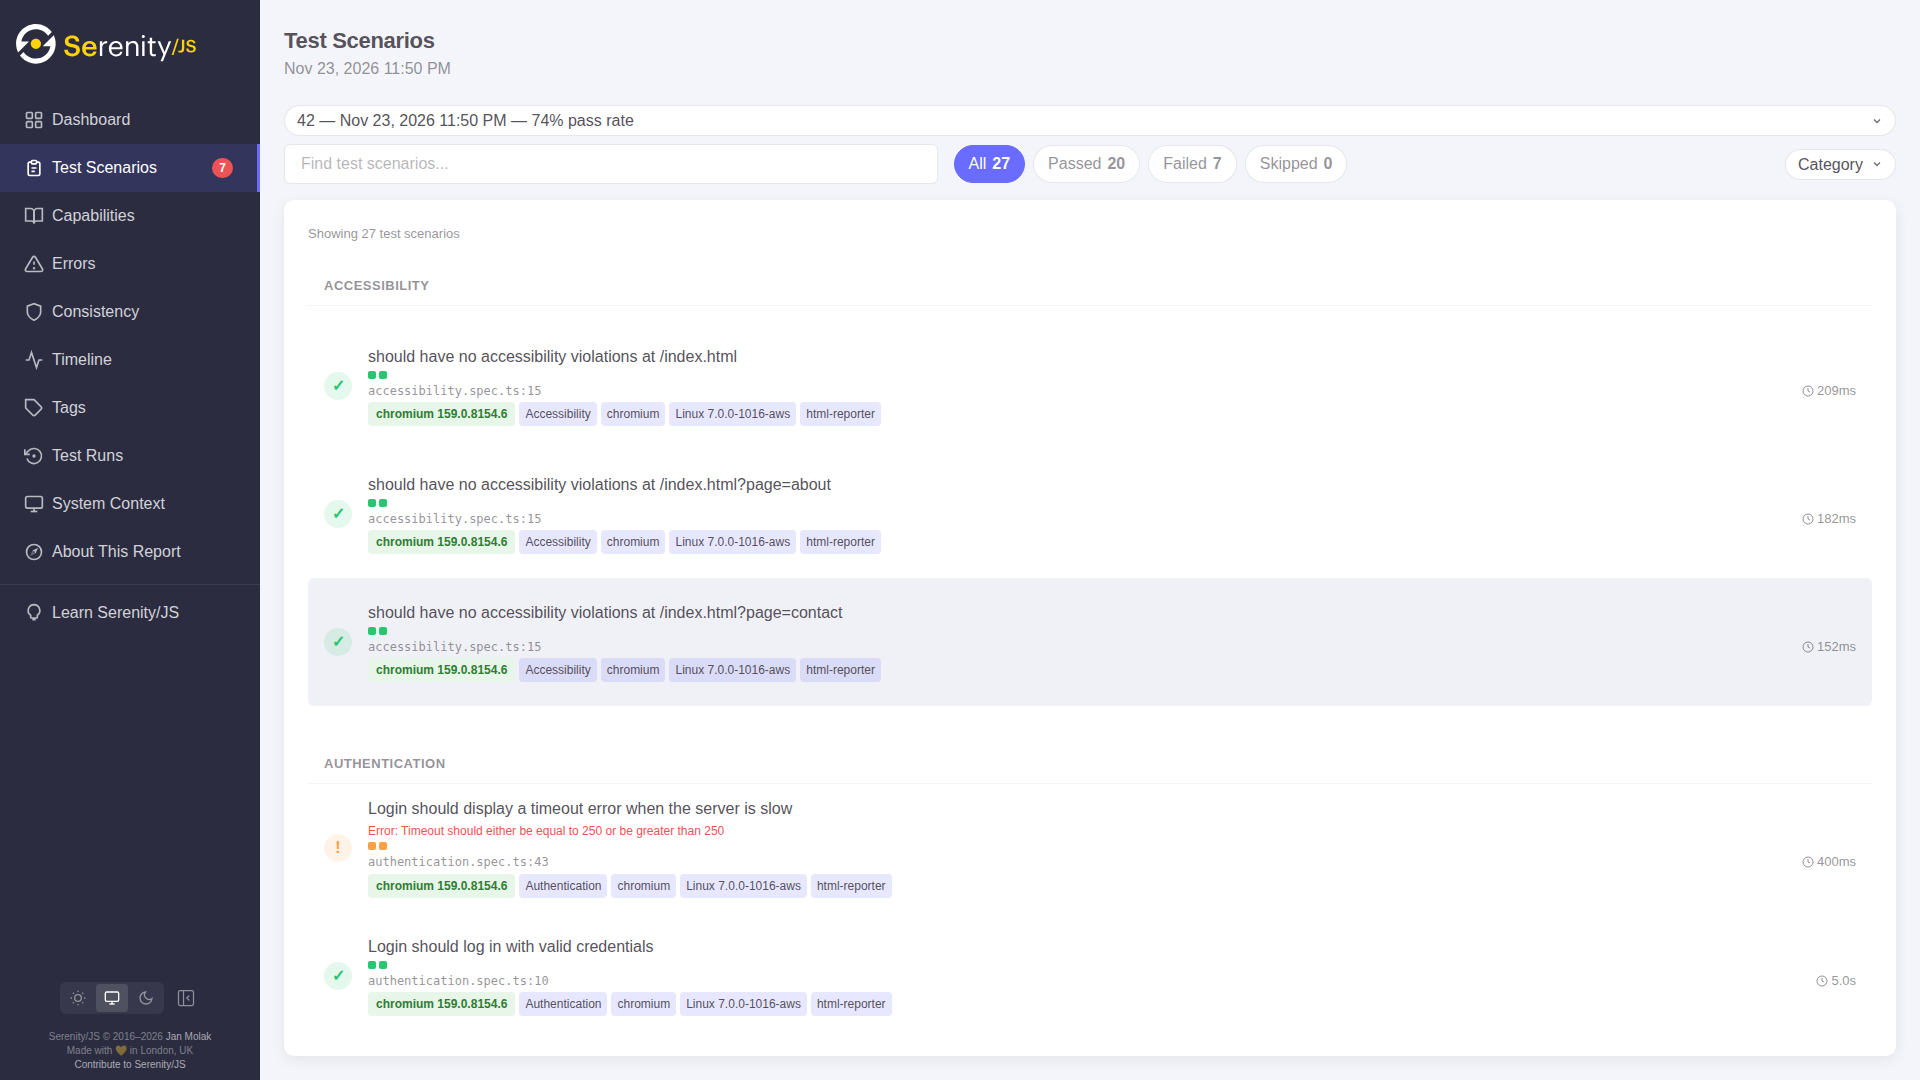 Serenity/JS
Dashboard
Test Scenarios 7
Capabilities
Errors
Consistency
Timeline
Tags
Test Runs
System Context
About This Report
Learn Serenity/JS
Serenity/JS © 2016–2026 Jan Molak
Made with 💛 in London, UK
Contribute to Serenity/JS
Test Scenarios
Nov 23, 2026 11:50 PM
42 — Nov 23, 2026 11:50 PM — 74% pass rate
Find test scenarios... All 27 Passed 20 Failed 7 Skipped 0 Category
Showing 27 test scenarios
ACCESSIBILITY
should have no accessibility violations at /index.html
✓
accessibility.spec.ts:15 209ms
chromium 159.0.8154.6 Accessibility chromium Linux 7.0.0-1016-aws html-reporter
should have no accessibility violations at /index.html?page=about
✓
accessibility.spec.ts:15 182ms
chromium 159.0.8154.6 Accessibility chromium Linux 7.0.0-1016-aws html-reporter
should have no accessibility violations at /index.html?page=contact
✓
accessibility.spec.ts:15 152ms
chromium 159.0.8154.6 Accessibility chromium Linux 7.0.0-1016-aws html-reporter
AUTHENTICATION
Login should display a timeout error when the server is slow
Error: Timeout should either be equal to 250 or be greater than 250
!
authentication.spec.ts:43 400ms
chromium 159.0.8154.6 Authentication chromium Linux 7.0.0-1016-aws html-reporter
Login should log in with valid credentials
✓
authentication.spec.ts:10 5.0s
chromium 159.0.8154.6 Authentication chromium Linux 7.0.0-1016-aws html-reporter